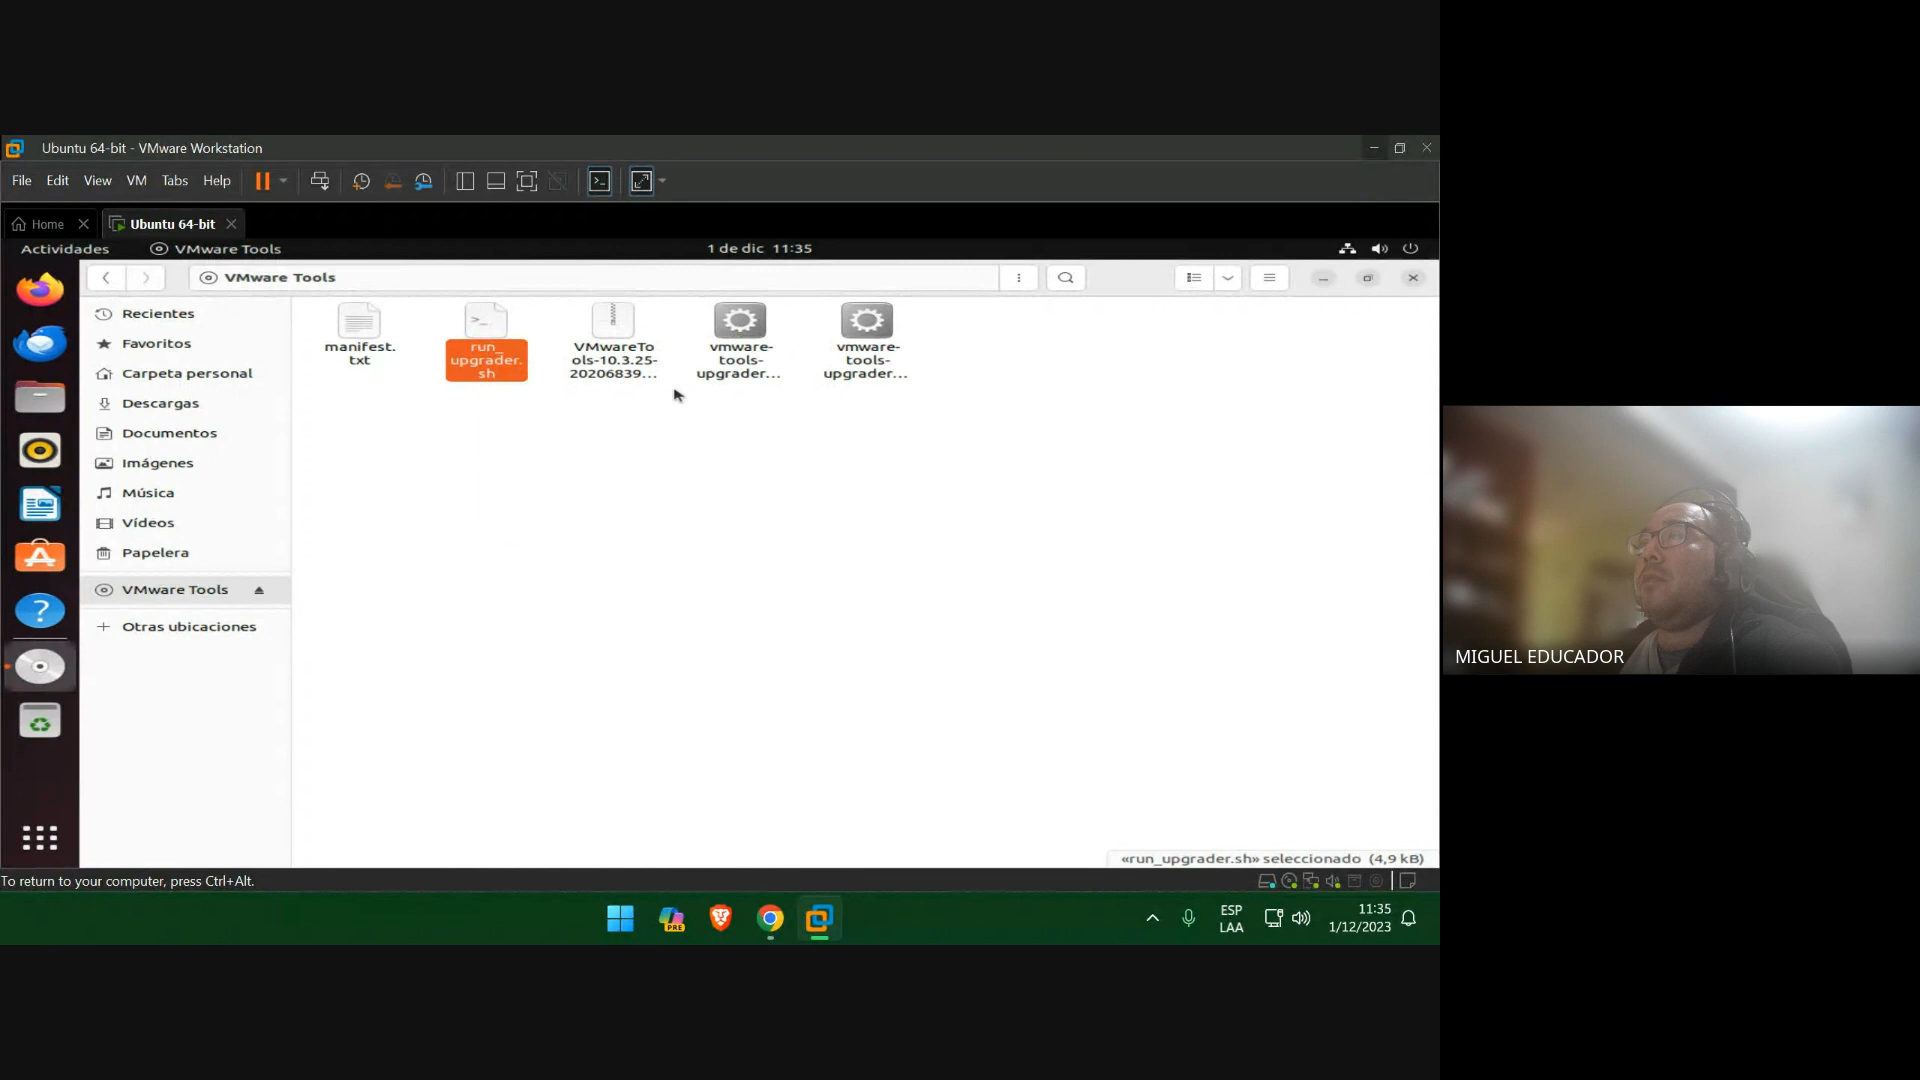 Ubuntu 64-bit - VMware Workstation
File Edit View VM Tabs Help
Home
Ubuntu 64-bit
Actividades VMware Tools 1 de dic 11:35
VMware Tools
Recientes
Favoritos
Carpeta personal
Descargas
Documentos
Imágenes
Música
Vídeos
Papelera
VMware Tools
Otras ubicaciones
manifest.
txt
run_
upgrader.
sh
VMwareTo
ols-10.3.25-
20206839...
vmware-
tools-
upgrader...
vmware-
tools-
upgrader...
«run_upgrader.sh» seleccionado (4,9 kB)
To return to your computer, press Ctrl+Alt.
PRE
ESP
LAA
11:35
1/12/2023
MIGUEL EDUCADOR